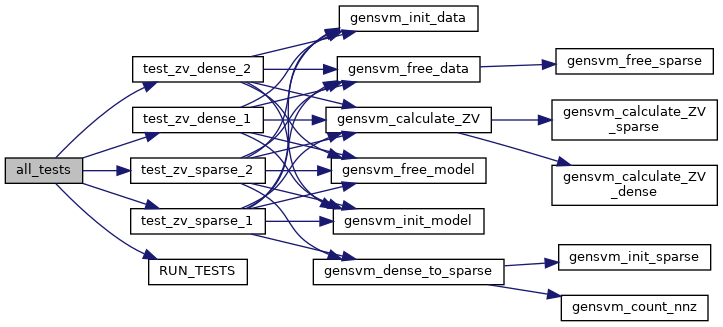 all_tests
test_zv_dense_2
test_zv_dense_1
test_zv_sparse_2
test_zv_sparse_1
RUN_TESTS
gensvm_init_data
gensvm_free_data
gensvm_calculate_ZV
gensvm_free_model
gensvm_init_model
gensvm_dense_to_sparse
gensvm_free_sparse
gensvm_calculate_ZV
_sparse
gensvm_calculate_ZV
_dense
gensvm_init_sparse
gensvm_count_nnz